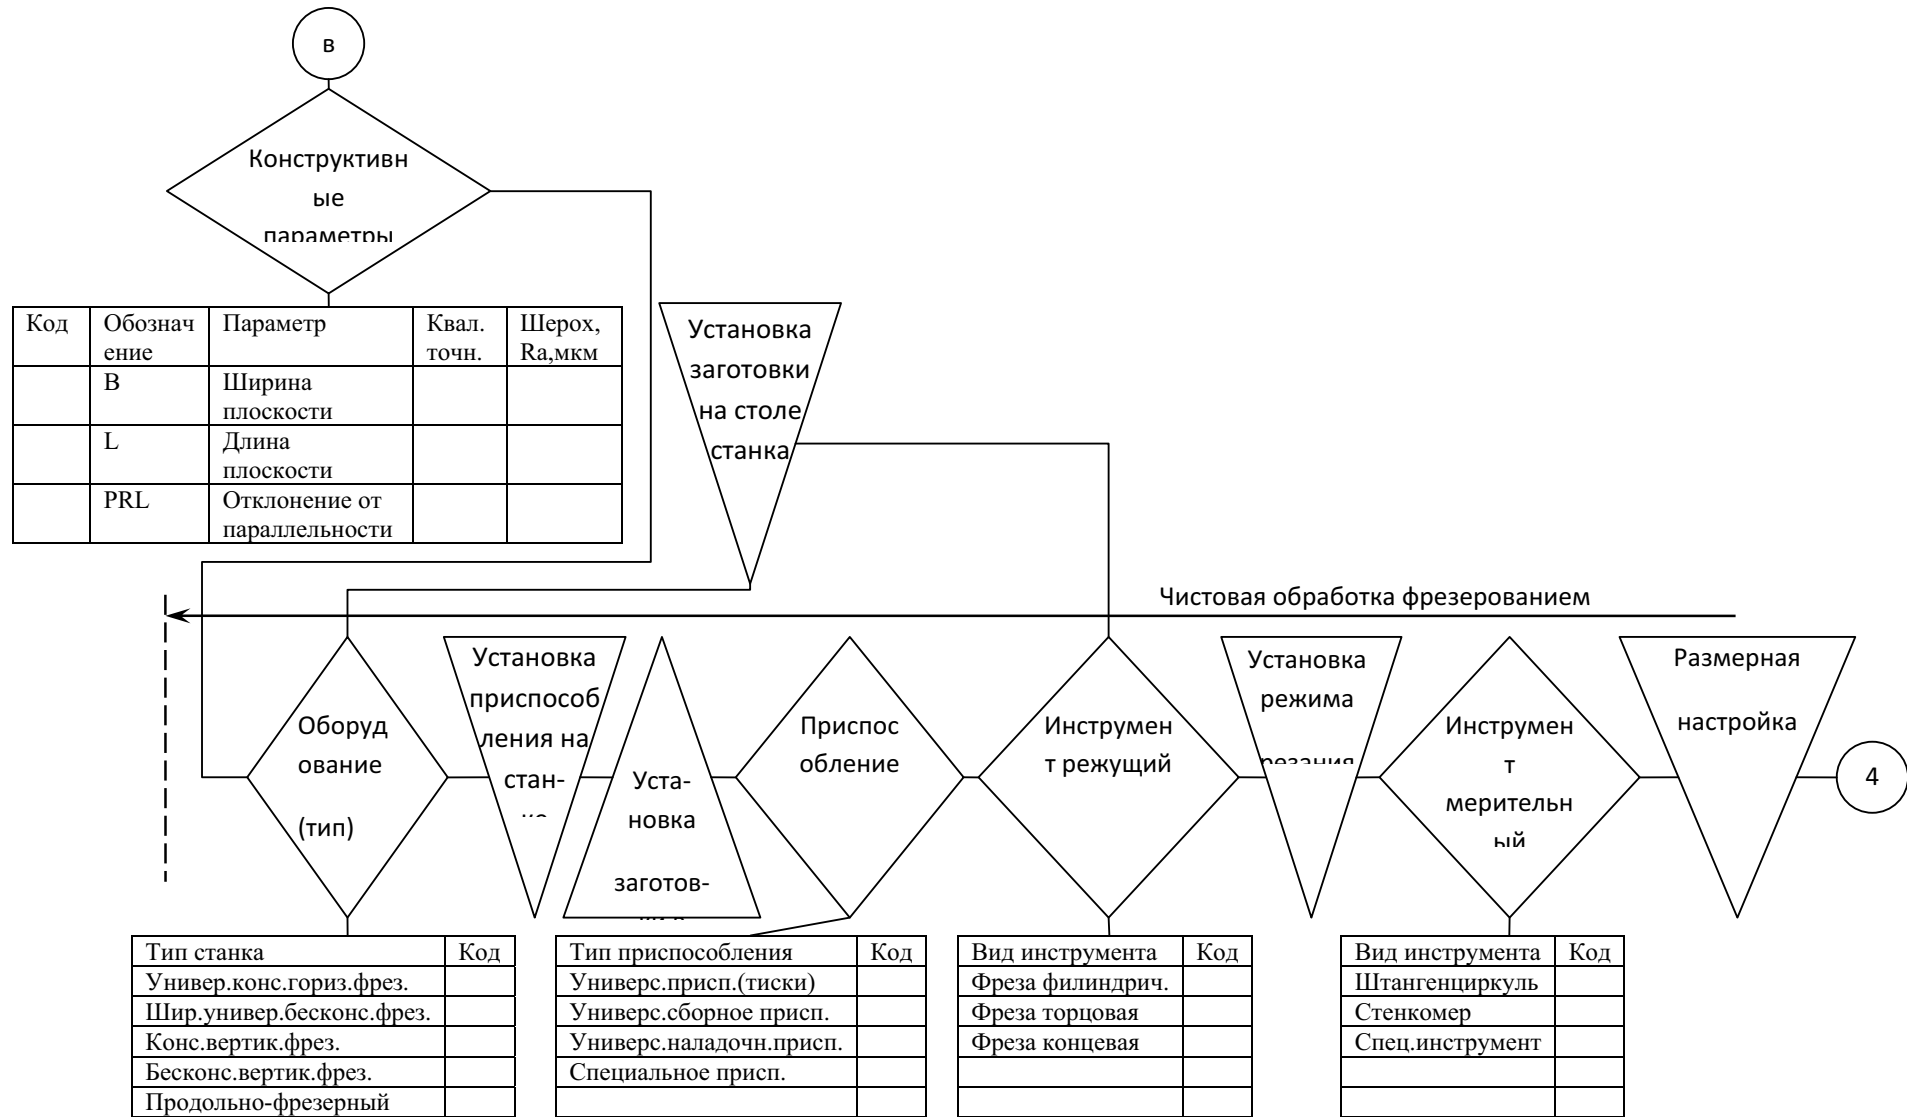 в
Конструктивн
ые
параметры
Код Обознач Параметр Квал. Шерох,
ение точн. Ra,мкм
B Ширина
плоскости
L Длина
плоскости
PRL Отклонение от
параллельности
Установка
заготовки
на столе
станка
Чистовая обработка фрезерованием
Оборуд
ование
(тип)
Установка
приспособ
ления на
стан-
ке
Уста-
новка
заготов-
Приспос
обление
Инструмен
т режущий
Установка
режима
резания
Инструмен
т
мерительн
ый
Размерная
настройка
4
Тип станка Код
Универ.конс.гориз.фрез.
Шир.универ.бесконс.фрез.
Конс.вертик.фрез.
Бесконс.вертик.фрез.
Продольно-фрезерный
Тип приспособления Код
Универс.присп.(тиски)
Универс.сборное присп.
Универс.наладочн.присп.
Специальное присп.
Вид инструмента Код
Фреза филиндрич.
Фреза торцовая
Фреза концевая
Вид инструмента Код
Штангенциркуль
Стенкомер
Спец.инструмент